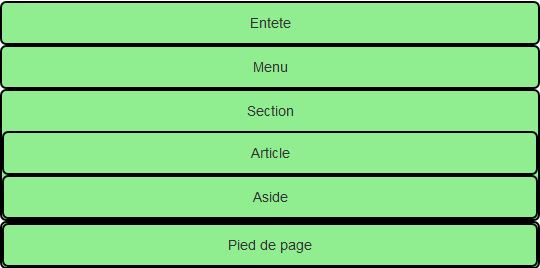 Entete
Menu
Section
Article
Aside
Pied de page